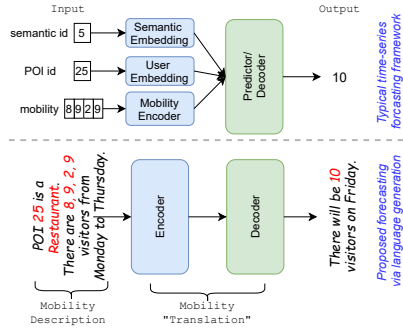 Input
Output
semantic id
5
Semantic
Embedding
POI id
25
User
Embedding
mobility
8 9 2 9
Mobility
Encoder
Predictor/
Decoder
10
Typical time-series
forcasting framework
POI 25 is a
Restaurant.
There are 8, 9, 2, 9
visitors from
Monday to Thursday.
Encoder
Decoder
There will be 10
visitors on Friday.
Proposed forecasting
via language generation
Mobility
Description
Mobility
"Translation"